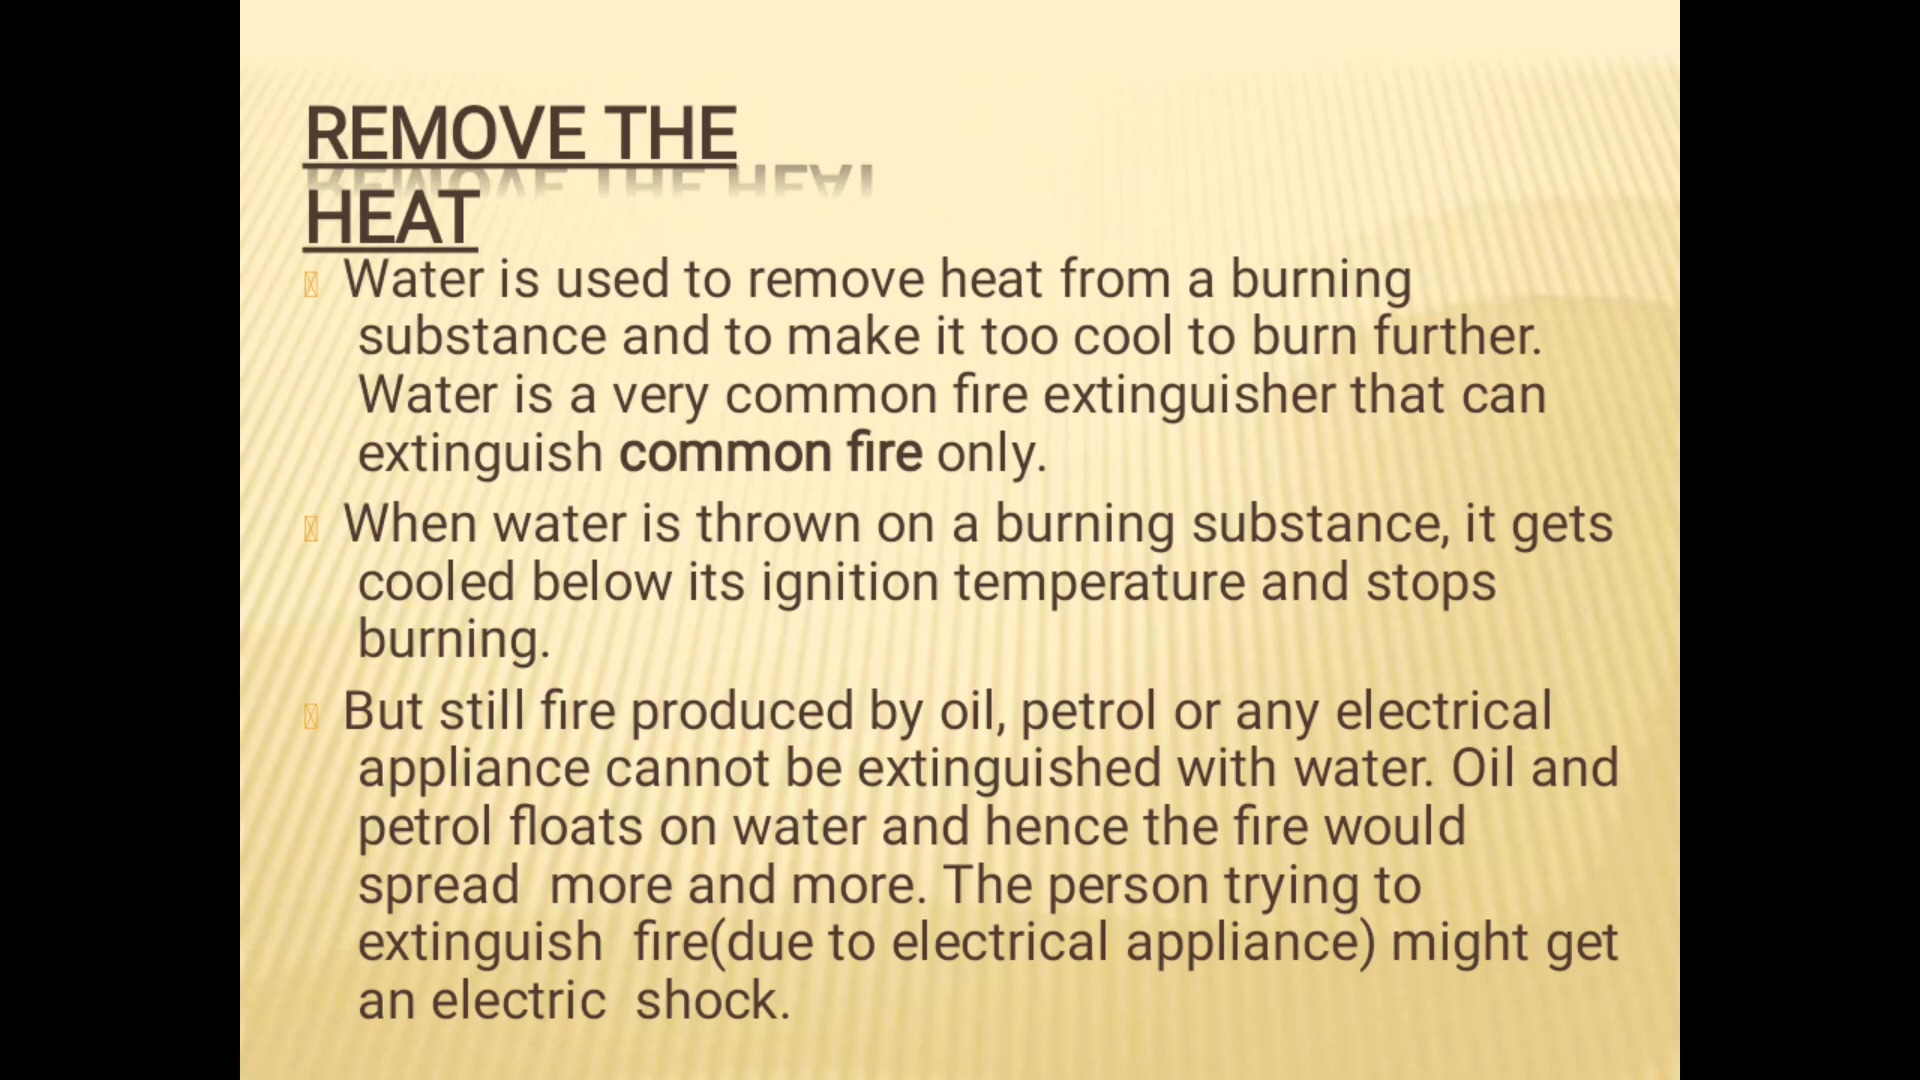 REMOVE THE
HEAT
Water is used to remove heat from a burning
substance and to make it too cool to burn further.
Water is a very common fire extinguisher that can
extinguish common fire only.
When water is thrown on a burning substance, it gets
cooled below its ignition temperature and stops
burning.
But still fire produced by oil, petrol or any electrical
appliance cannot be extinguished with water. Oil and
petrol floats on water and hence the fire would
spread  more and more. The person trying to
extinguish  fire(due to electrical appliance) might get
an electric  shock.